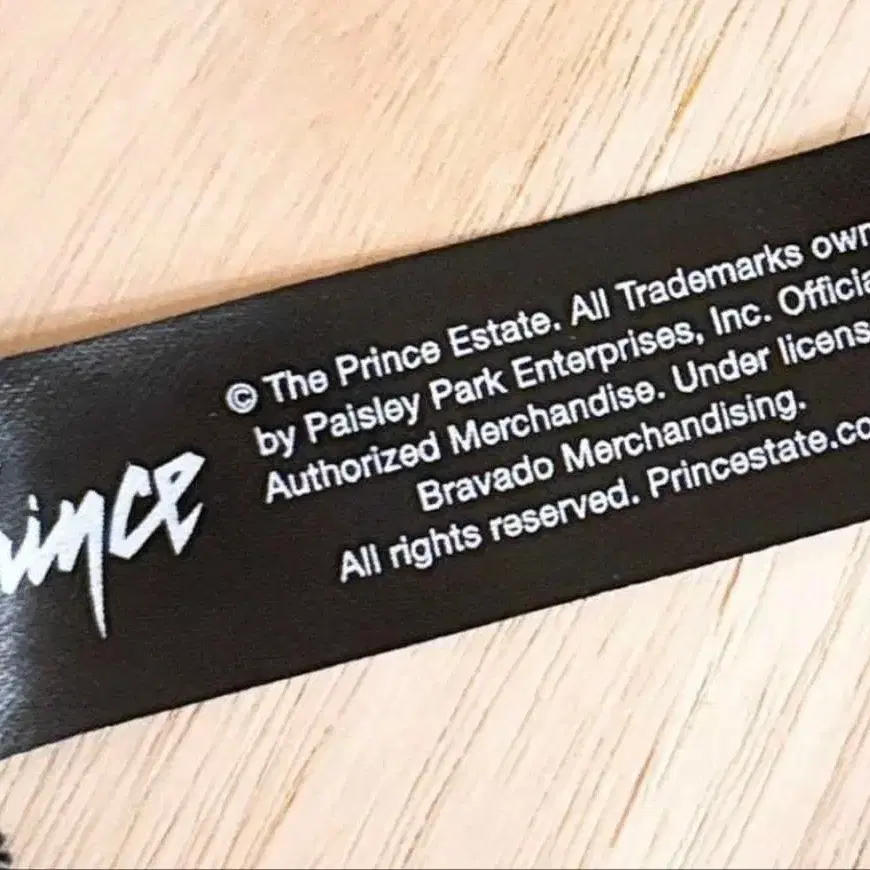 © The Prince Estate. All Trademarks own
by Paisley Park Enterprises, Inc. Officia
Authorized Merchandise. Under licens
Bravado Merchandising.
All rights reserved. Princestate.co
rince